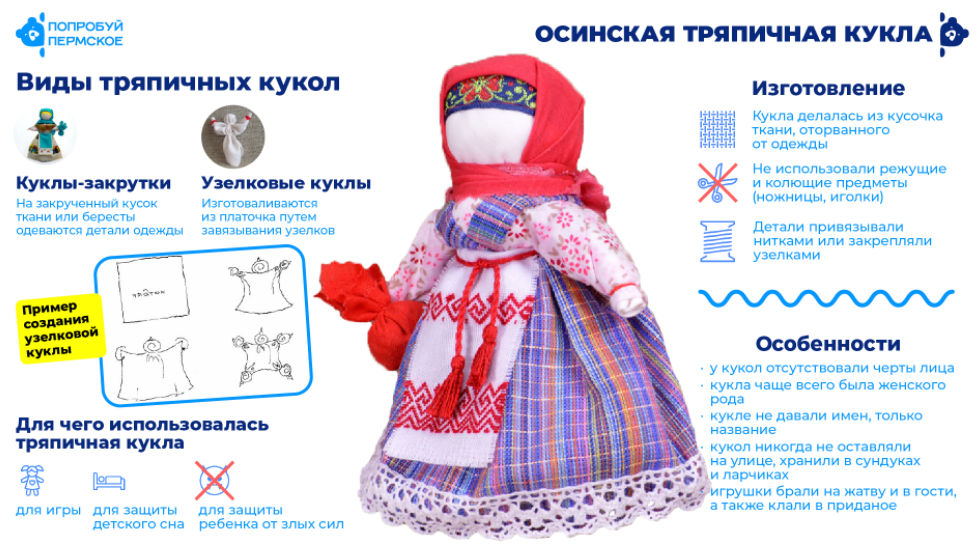 ПОПРОБУЙ
ПЕРМСКОЕ
ОСИНСКАЯ ТРЯПИЧНАЯ КУКЛА
Виды тряпичных кукол
Куклы-закрутки
На закрученный кусок
ткани или бересты
одеваются детали одежды
Узелковые куклы
Изготоваливаются
из платочка путем
завязывания узелков
Пример
создания
узелковой
куклы
платок
Для чего использовалась
тряпичная кукла
для игры
для защиты
детского сна
для защиты
ребенка от злых сил
Изготовление
Кукла делалась из кусочка
ткани, оторванного
от одежды
Не использовали режущие
и колющие предметы
(ножницы, иголки)
Детали привязывали
нитками или закрепляли
узелками
Особенности
· у кукол отсутствовали черты лица
· кукла чаще всего была женского
рода
· кукле не давали имен, только
название
· кукол никогда не оставляли
на улице, хранили в сундуках
и ларчиках
игрушки брали на жатву и в гости,
а также клали в приданое